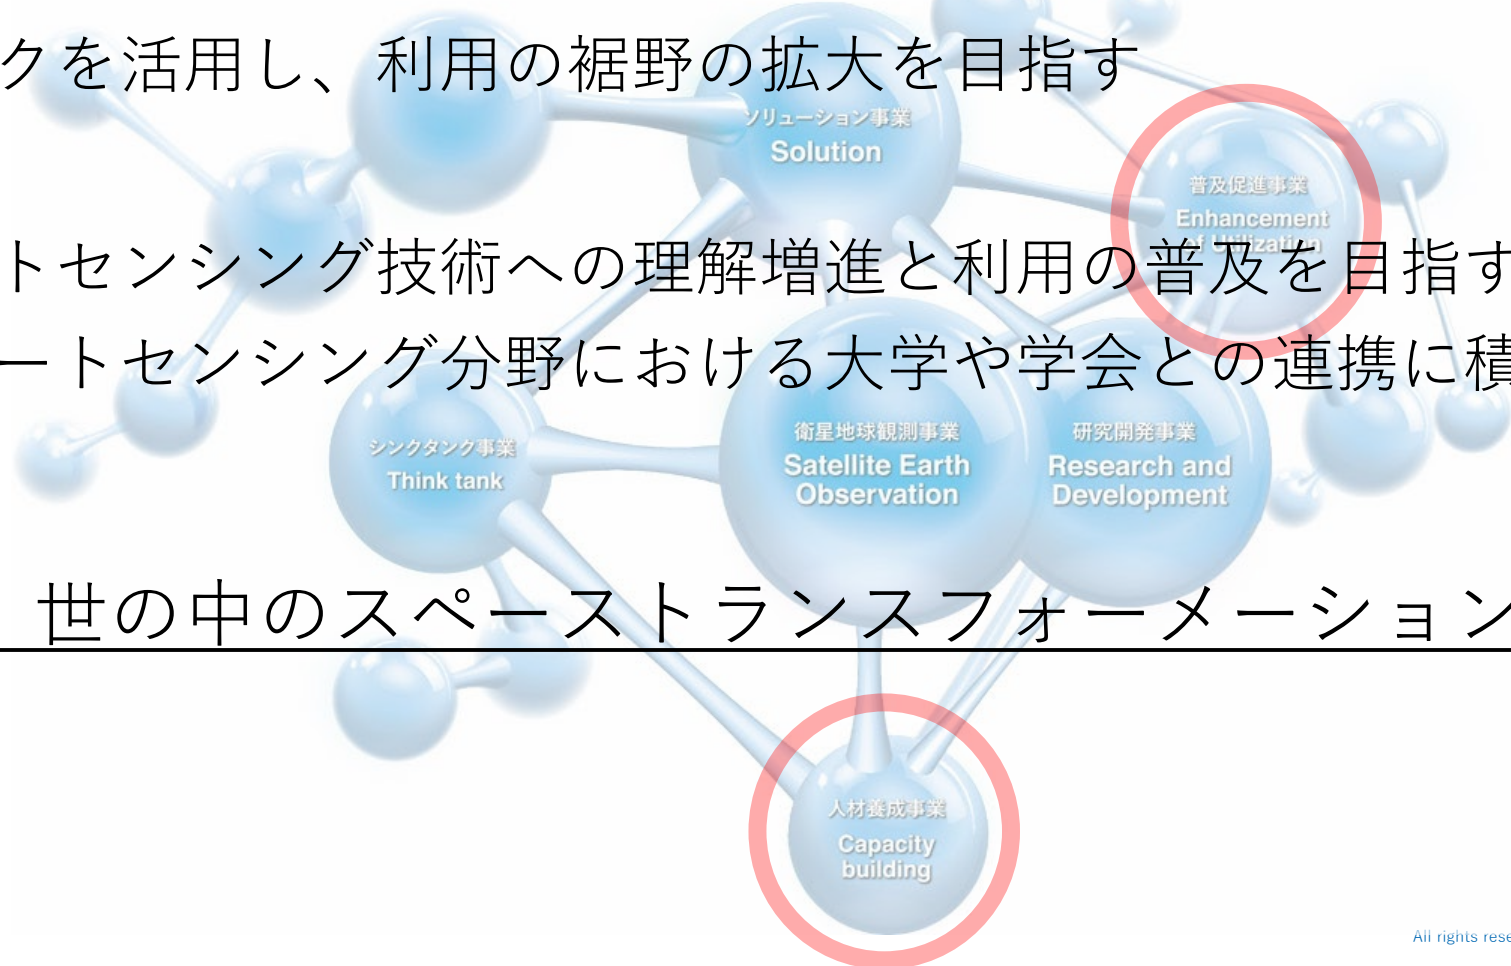 クを活用し、利用の裾野の拡大を目指す
ソリューション事業
Solution
普及促進事業
Enhancement
of Utilization
トセンシング技術への理解増進と利用の普及を目指す
ートセンシング分野における大学や学会との連携に積
シンクタンク事業
Think tank
衛星地球観測事業
Satellite Earth
Observation
研究開発事業
Research and
Development
世の中のスペーストランスフォーメーション
人材養成事業
Capacity
building
All rights rese